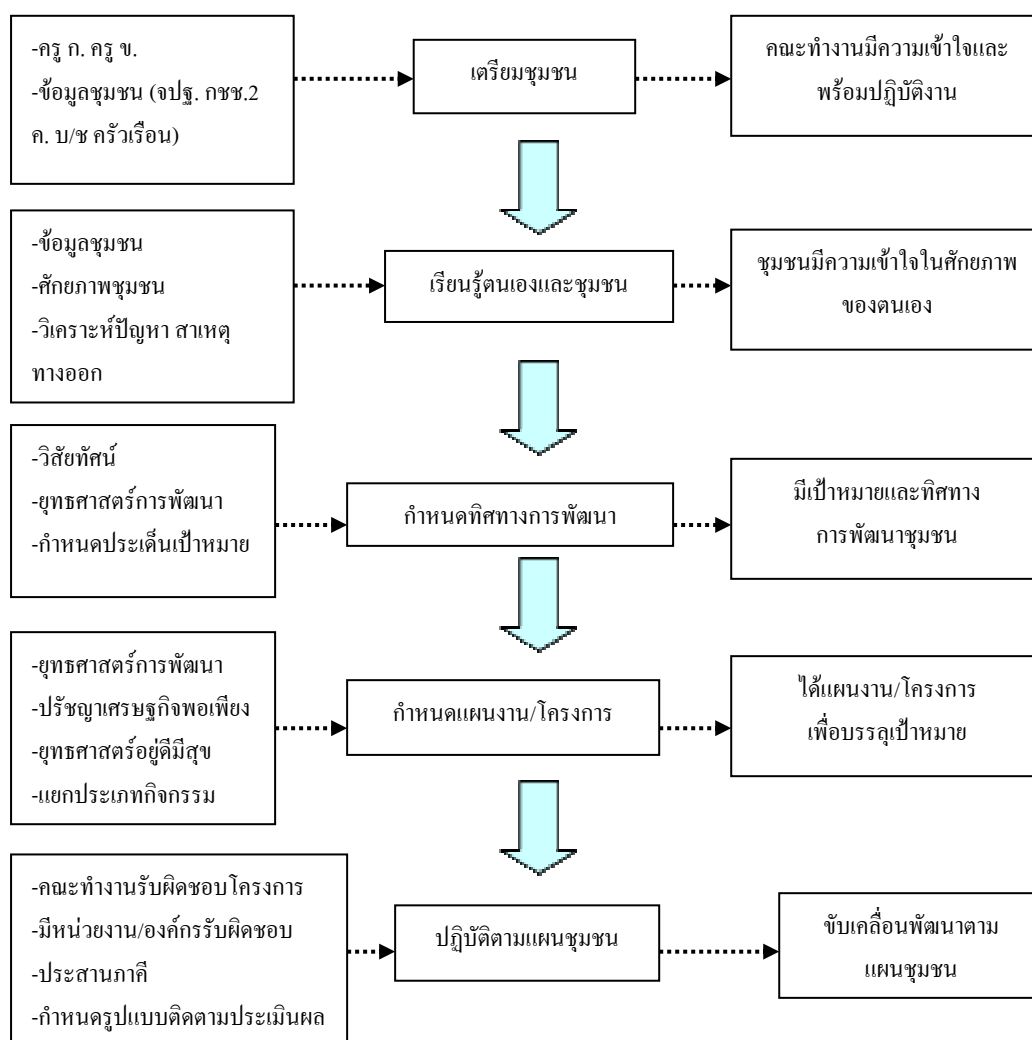 -ครู ก. ครู ข.
-ข้อมูลชุมชน (จปฐ. กชช.2
ค. บ/ช ครัวเรือน)
เตรียมชุมชน
คณะทำงานมีความเข้าใจและ
พร้อมปฏิบัติงาน
-ข้อมูลชุมชน
-ศักยภาพชุมชน
-วิเคราะห์ปัญหา สาเหตุ
ทางออก
เรียนรู้ตนเองและชุมชน
ชุมชนมีความเข้าใจในศักยภาพ
ของตนเอง
-วิสัยทัศน์
-ยุทธศาสตร์การพัฒนา
-กำหนดประเด็นเป้าหมาย
กำหนดทิศทางการพัฒนา
มีเป้าหมายและทิศทาง
การพัฒนาชุมชน
-ยุทธศาสตร์การพัฒนา
-ปรัชญาเศรษฐกิจพอเพียง
-ยุทธศาสตร์อยู่ดีมีสุข
-แยกประเภทกิจกรรม
กำหนดแผนงาน/โครงการ
ได้แผนงาน/โครงการ
เพื่อบรรลุเป้าหมาย
-คณะทำงานรับผิดชอบโครงการ
-มีหน่วยงาน/องค์กรรับผิดชอบ
-ประสานภาคี
-กำหนดรูปแบบติดตามประเมินผล
ปฏิบัติตามแผนชุมชน
ขับเคลื่อนพัฒนาตาม
แผนชุมชน